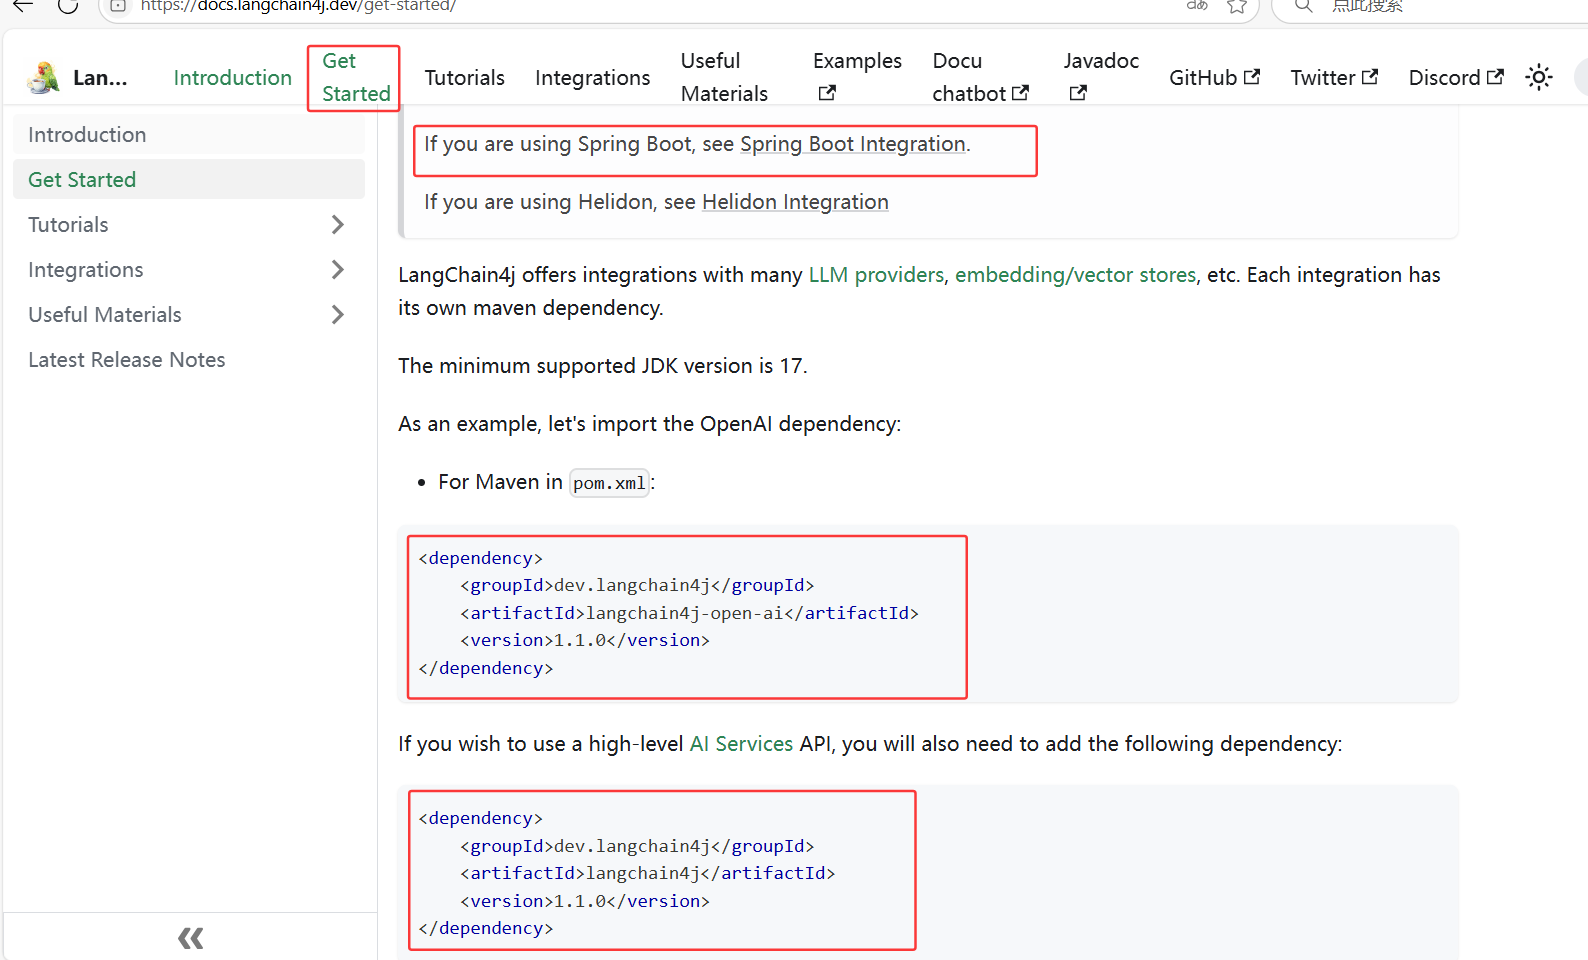 https://docs.langchain4j.dev/get-started/
点此搜索
Lan...
Introduction
Get Started
Tutorials
Integrations
Useful Materials
Examples
Docu chatbot
Javadoc
GitHub
Twitter
Discord
Introduction
Get Started
Tutorials
Integrations
Useful Materials
Latest Release Notes
If you are using Spring Boot, see Spring Boot Integration.
If you are using Helidon, see Helidon Integration
LangChain4j offers integrations with many LLM providers, embedding/vector stores, etc. Each integration has
its own maven dependency.
The minimum supported JDK version is 17.
As an example, let's import the OpenAI dependency:
• For Maven in pom.xml:
<dependency>
    <groupId>dev.langchain4j</groupId>
    <artifactId>langchain4j-open-ai</artifactId>
    <version>1.1.0</version>
</dependency>
If you wish to use a high-level AI Services API, you will also need to add the following dependency:
<dependency>
    <groupId>dev.langchain4j</groupId>
    <artifactId>langchain4j</artifactId>
    <version>1.1.0</version>
</dependency>